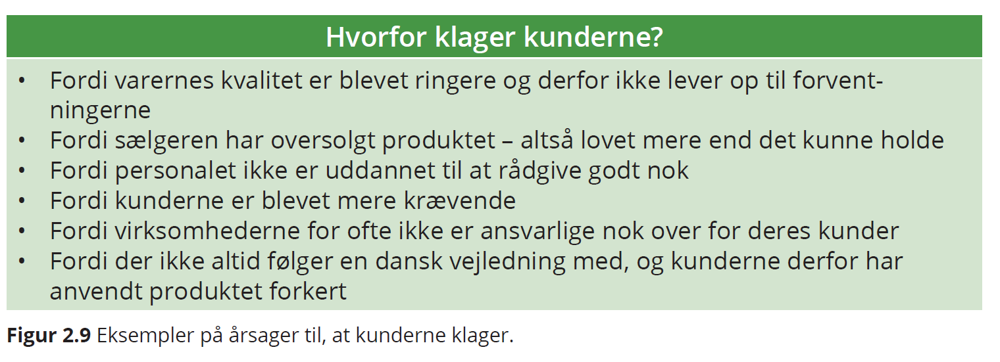 Hvorfor klager kunderne?
• Fordi varernes kvalitet er blevet ringere og derfor ikke lever op til forvent-
ningerne
• Fordi sælgeren har oversolgt produktet – altså lovet mere end det kunne holde
• Fordi personalet ikke er uddannet til at rådgive godt nok
• Fordi kunderne er blevet mere krævende
• Fordi virksomhederne for ofte ikke er ansvarlige nok over for deres kunder
• Fordi der ikke altid følger en dansk vejledning med, og kunderne derfor har
anvendt produktet forkert
Figur 2.9 Eksempler på årsager til, at kunderne klager.